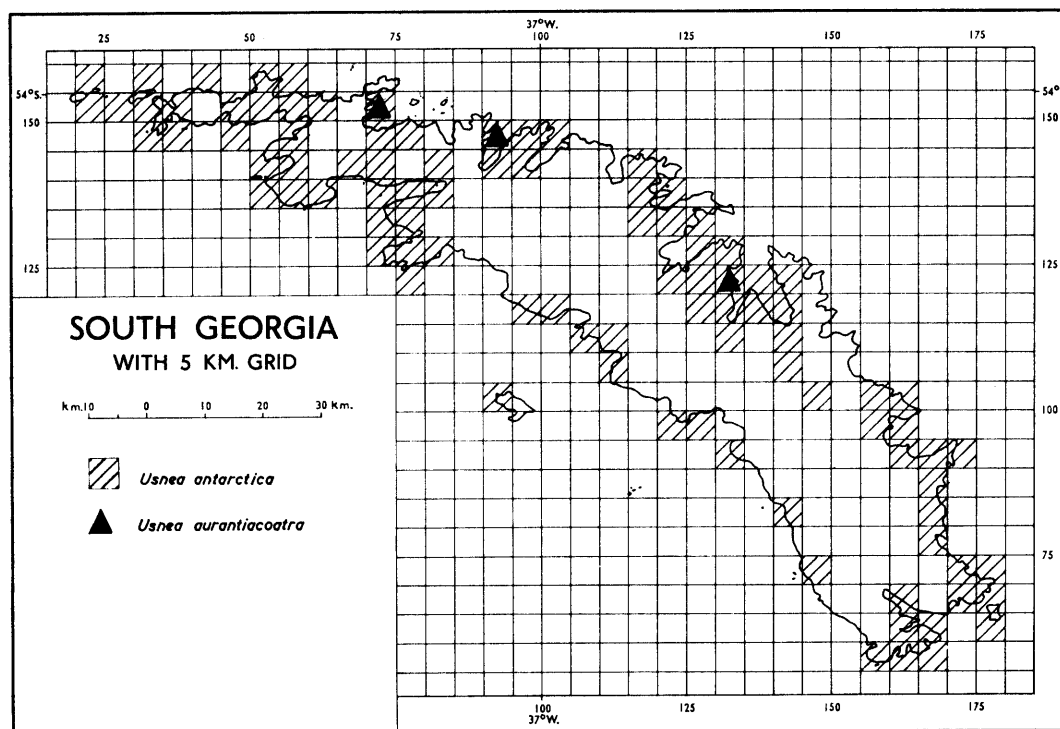 37°W.
25 50 75 100 125 150 175
54°S. 54°
150 150
125 125
SOUTH GEORGIA
WITH 5 KM. GRID
km.10 0 10 20 30 km.
100
Usnea antarctica
Usnea aurantiacoatra
75
100 125 150 175
37°W.